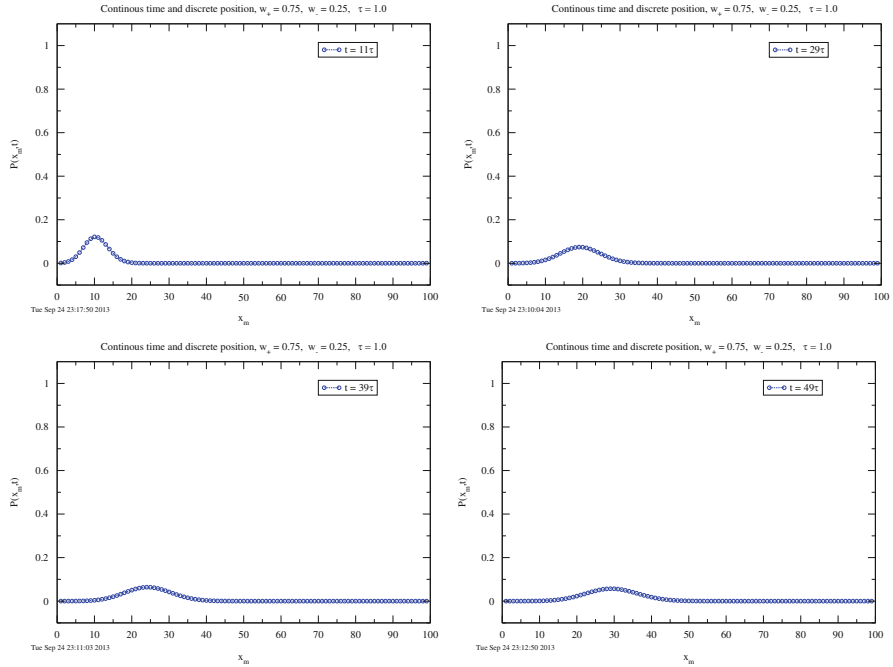 Continous time and discrete position, w₊ = 0.75, w₋ = 0.25, τ = 1.0
t = 11τ
P(xₘ,t)
1
0.8
0.6
0.4
0.2
0
0 10 20 30 40 50 60 70 80 90 100
Tue Sep 24 23:17:50 2013
xₘ
Continous time and discrete position, w₊ = 0.75, w₋ = 0.25, τ = 1.0
t = 29τ
P(xₘ,t)
1
0.8
0.6
0.4
0.2
0
0 10 20 30 40 50 60 70 80 90 100
Tue Sep 24 23:10:04 2013
xₘ
Continous time and discrete position, w₊ = 0.75, w₋ = 0.25, τ = 1.0
t = 39τ
P(xₘ,t)
1
0.8
0.6
0.4
0.2
0
0 10 20 30 40 50 60 70 80 90 100
Tue Sep 24 23:11:03 2013
xₘ
Continous time and discrete position, w₊ = 0.75, w₋ = 0.25, τ = 1.0
t = 49τ
P(xₘ,t)
1
0.8
0.6
0.4
0.2
0
0 10 20 30 40 50 60 70 80 90 100
Tue Sep 24 23:12:50 2013
xₘ